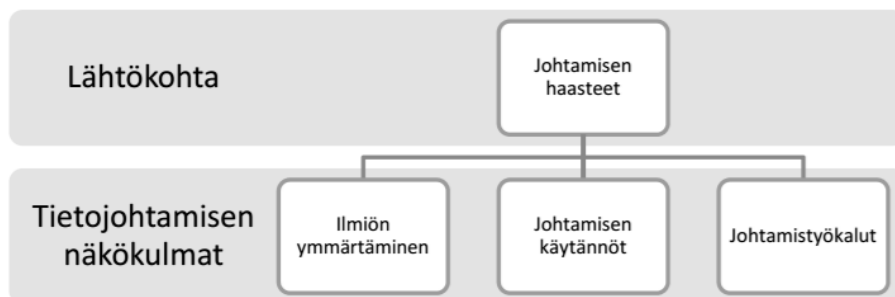 Lähtökohta
Johtamisen
haasteet
Tietojohtamisen
näkökulmat
Ilmiön
ymmärtäminen
Johtamisen
käytännöt
Johtamistyökalut